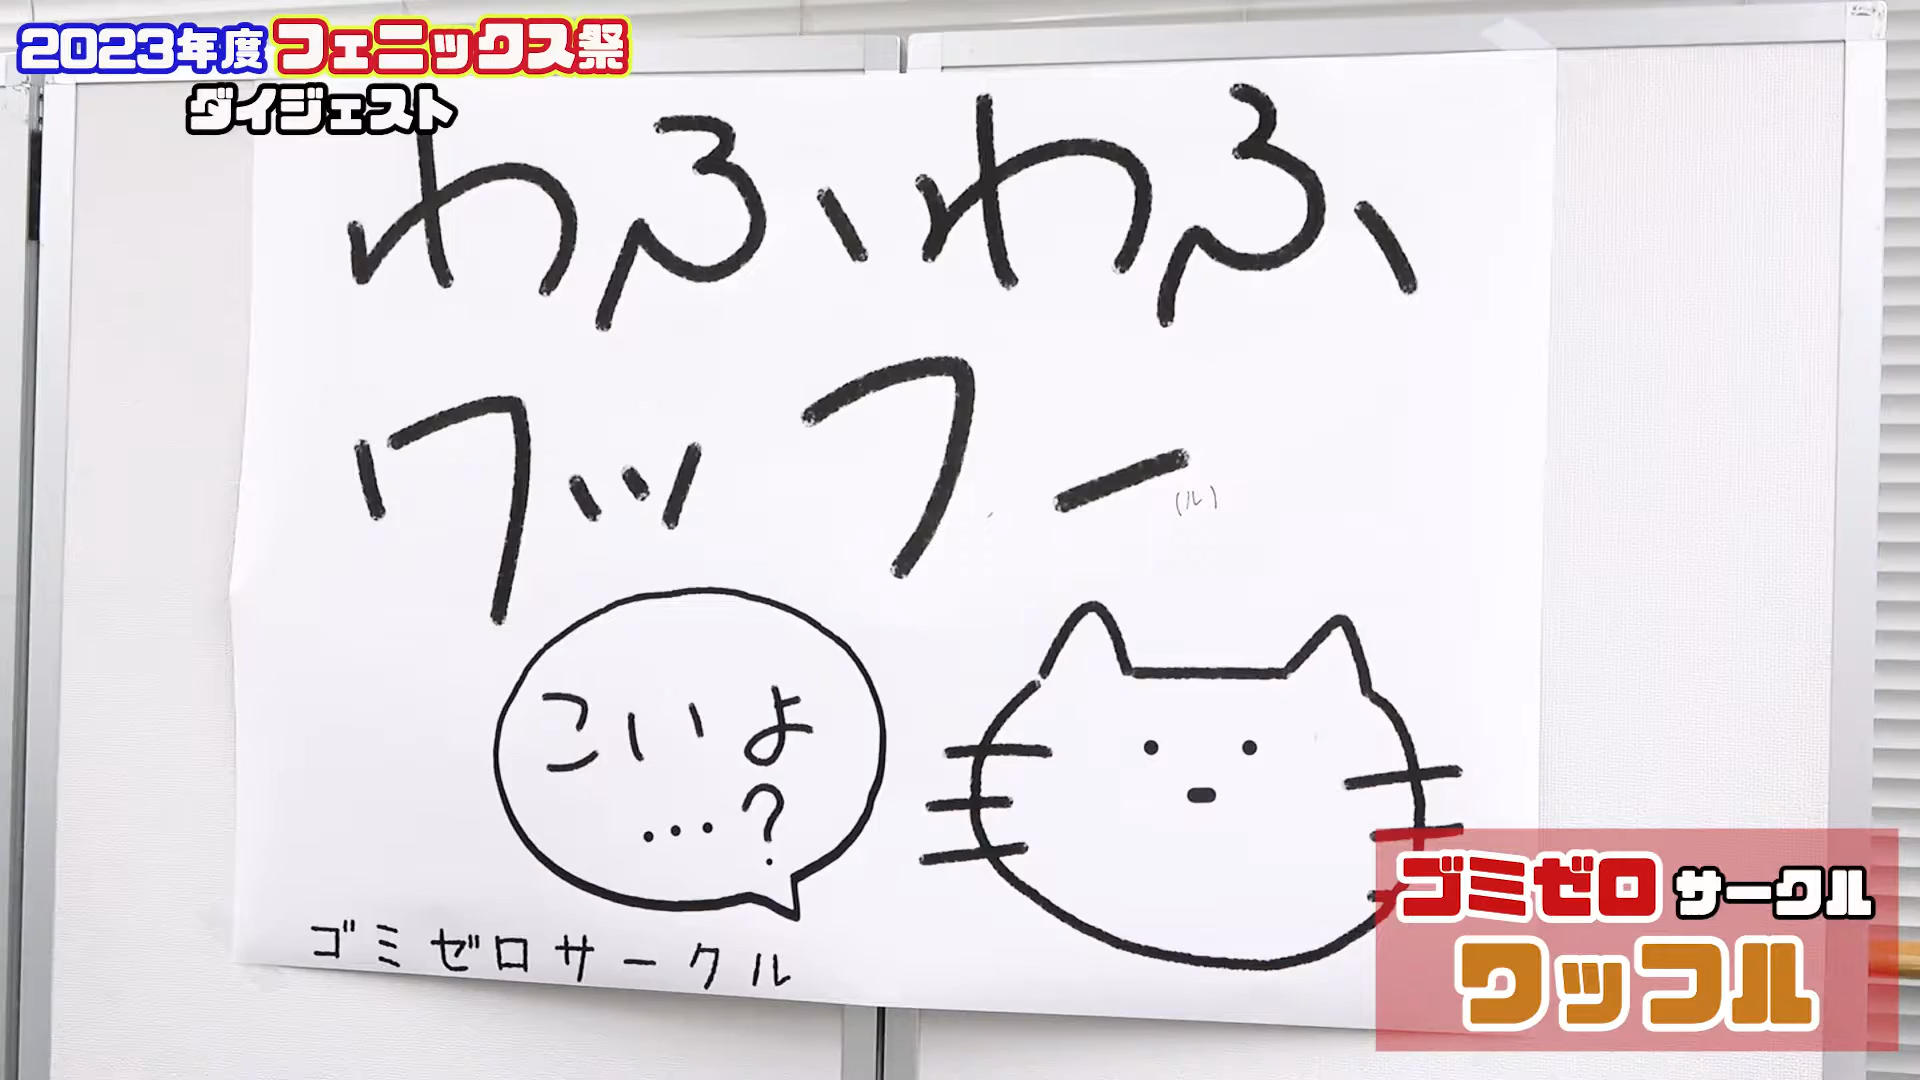 2023年度 フェニックス祭
ダイジェスト
わふわふ
ワッフー
(ル)
こいよ
…?
ゴミゼロサークル
ゴミゼロ サークル
ワッフル